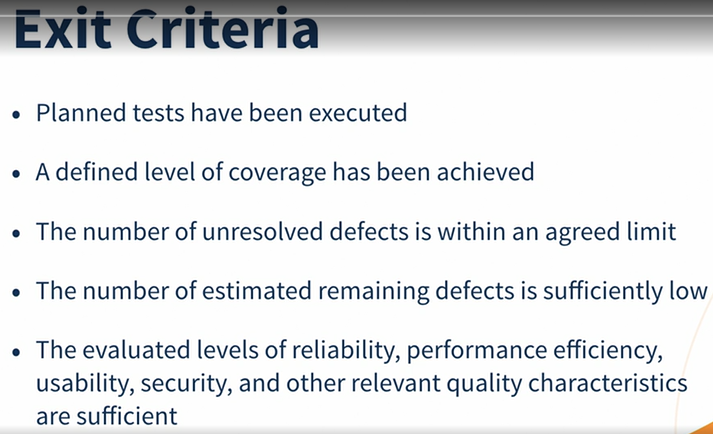 Exit Criteria
• Planned tests have been executed
• A defined level of coverage has been achieved
• The number of unresolved defects is within an agreed limit
• The number of estimated remaining defects is sufficiently low
• The evaluated levels of reliability, performance efficiency,
usability, security, and other relevant quality characteristics
are sufficient